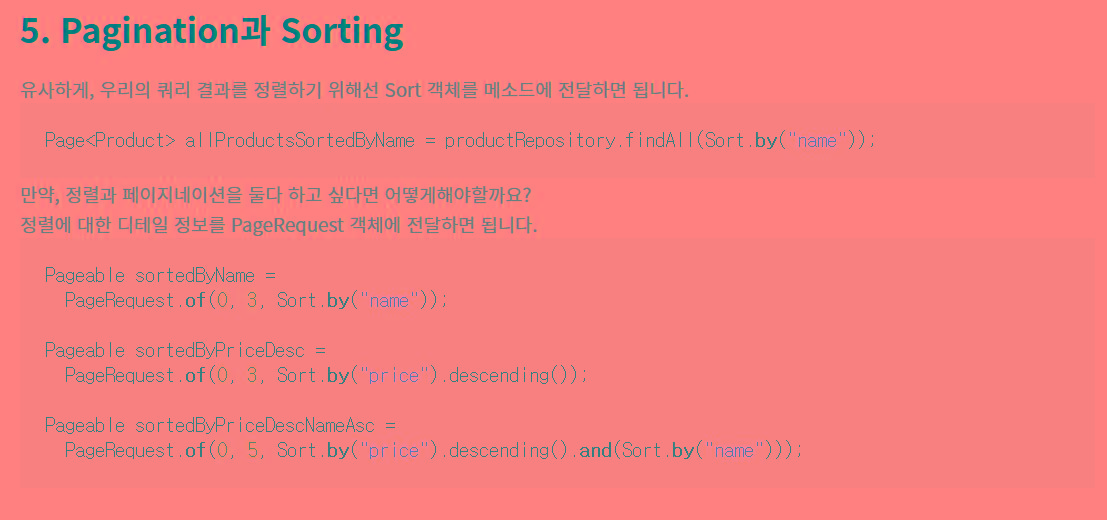 5. Pagination과 Sorting
유사하게, 우리의 쿼리 결과를 정렬하기 위해선 Sort 객체를 메소드에 전달하면 됩니다.
Page<Product> allProductsSortedByName = productRepository.findAll(Sort.by("name"));
만약, 정렬과 페이지네이션을 둘다 하고 싶다면 어떻게해야할까요?
정렬에 대한 디테일 정보를 PageRequest 객체에 전달하면 됩니다.
Pageable sortedByName =
PageRequest.of(0, 3, Sort.by("name"));
Pageable sortedByPriceDesc =
PageRequest.of(0, 3, Sort.by("price").descending());
Pageable sortedByPriceDescNameAsc =
PageRequest.of(0, 5, Sort.by("price").descending().and(Sort.by("name")));